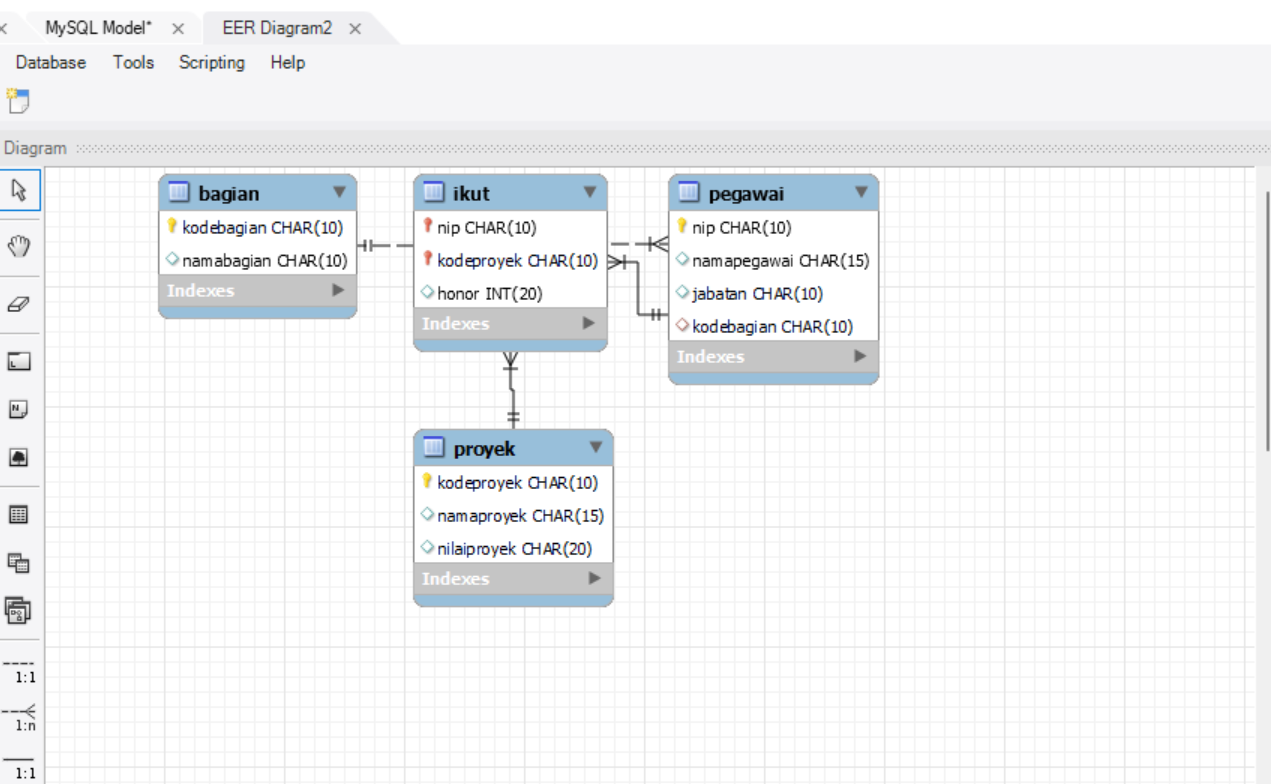 MySQL Model*
EER Diagram2
Database Tools Scripting Help
Diagram
bagian
kodebagian CHAR(10)
namabagian CHAR(10)
Indexes
ikut
nip CHAR(10)
kodeproyek CHAR(10)
honor INT(20)
Indexes
pegawai
nip CHAR(10)
namapegawai CHAR(15)
jabatan CHAR(10)
kodebagian CHAR(10)
Indexes
proyek
kodeproyek CHAR(10)
namaproyek CHAR(15)
nilaiproyek CHAR(20)
Indexes
1:1
1:n
1:1